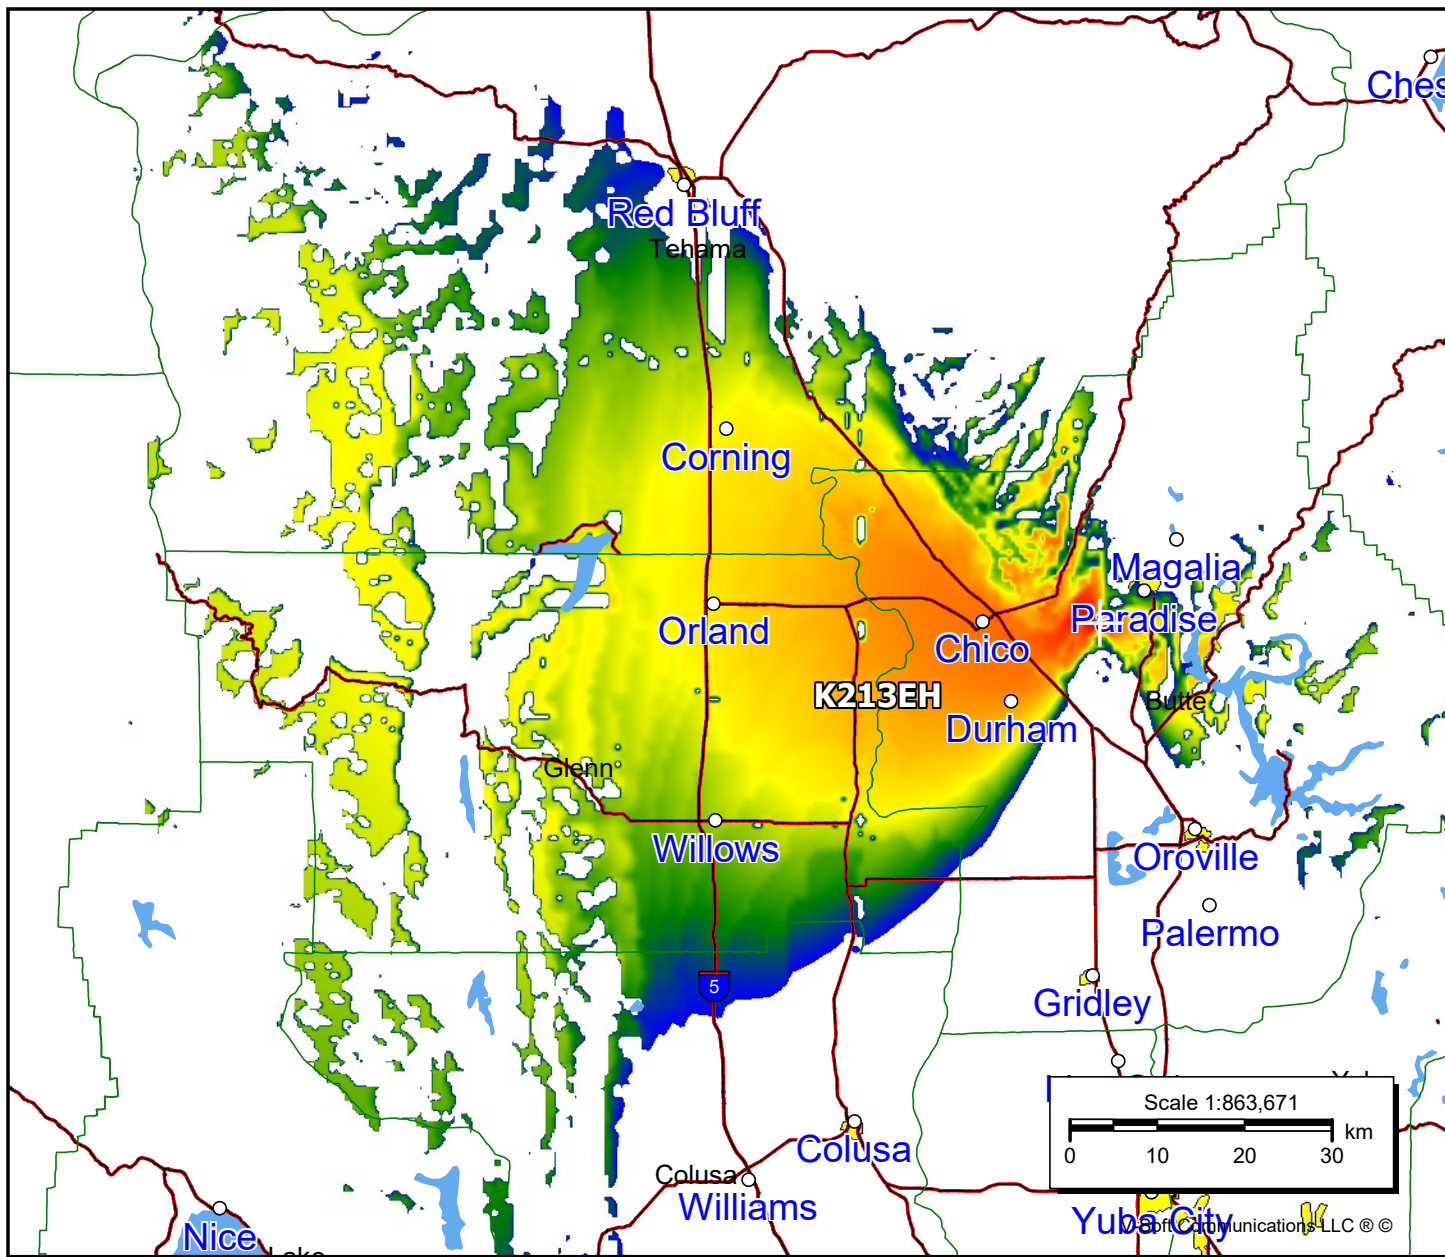 Ches
Red Bluff
Tehama
Corning
Magalia
Paradise
Orland
Chico
K213EH
Butte
Durham
Glenn
Willows
Oroville
Palermo
5
Gridley
Scale 1:863,671
km
0 10 20 30
Colusa
Colusa
Williams
Yuba City
V-Soft Communications LLC ® ©
Nice
Lake